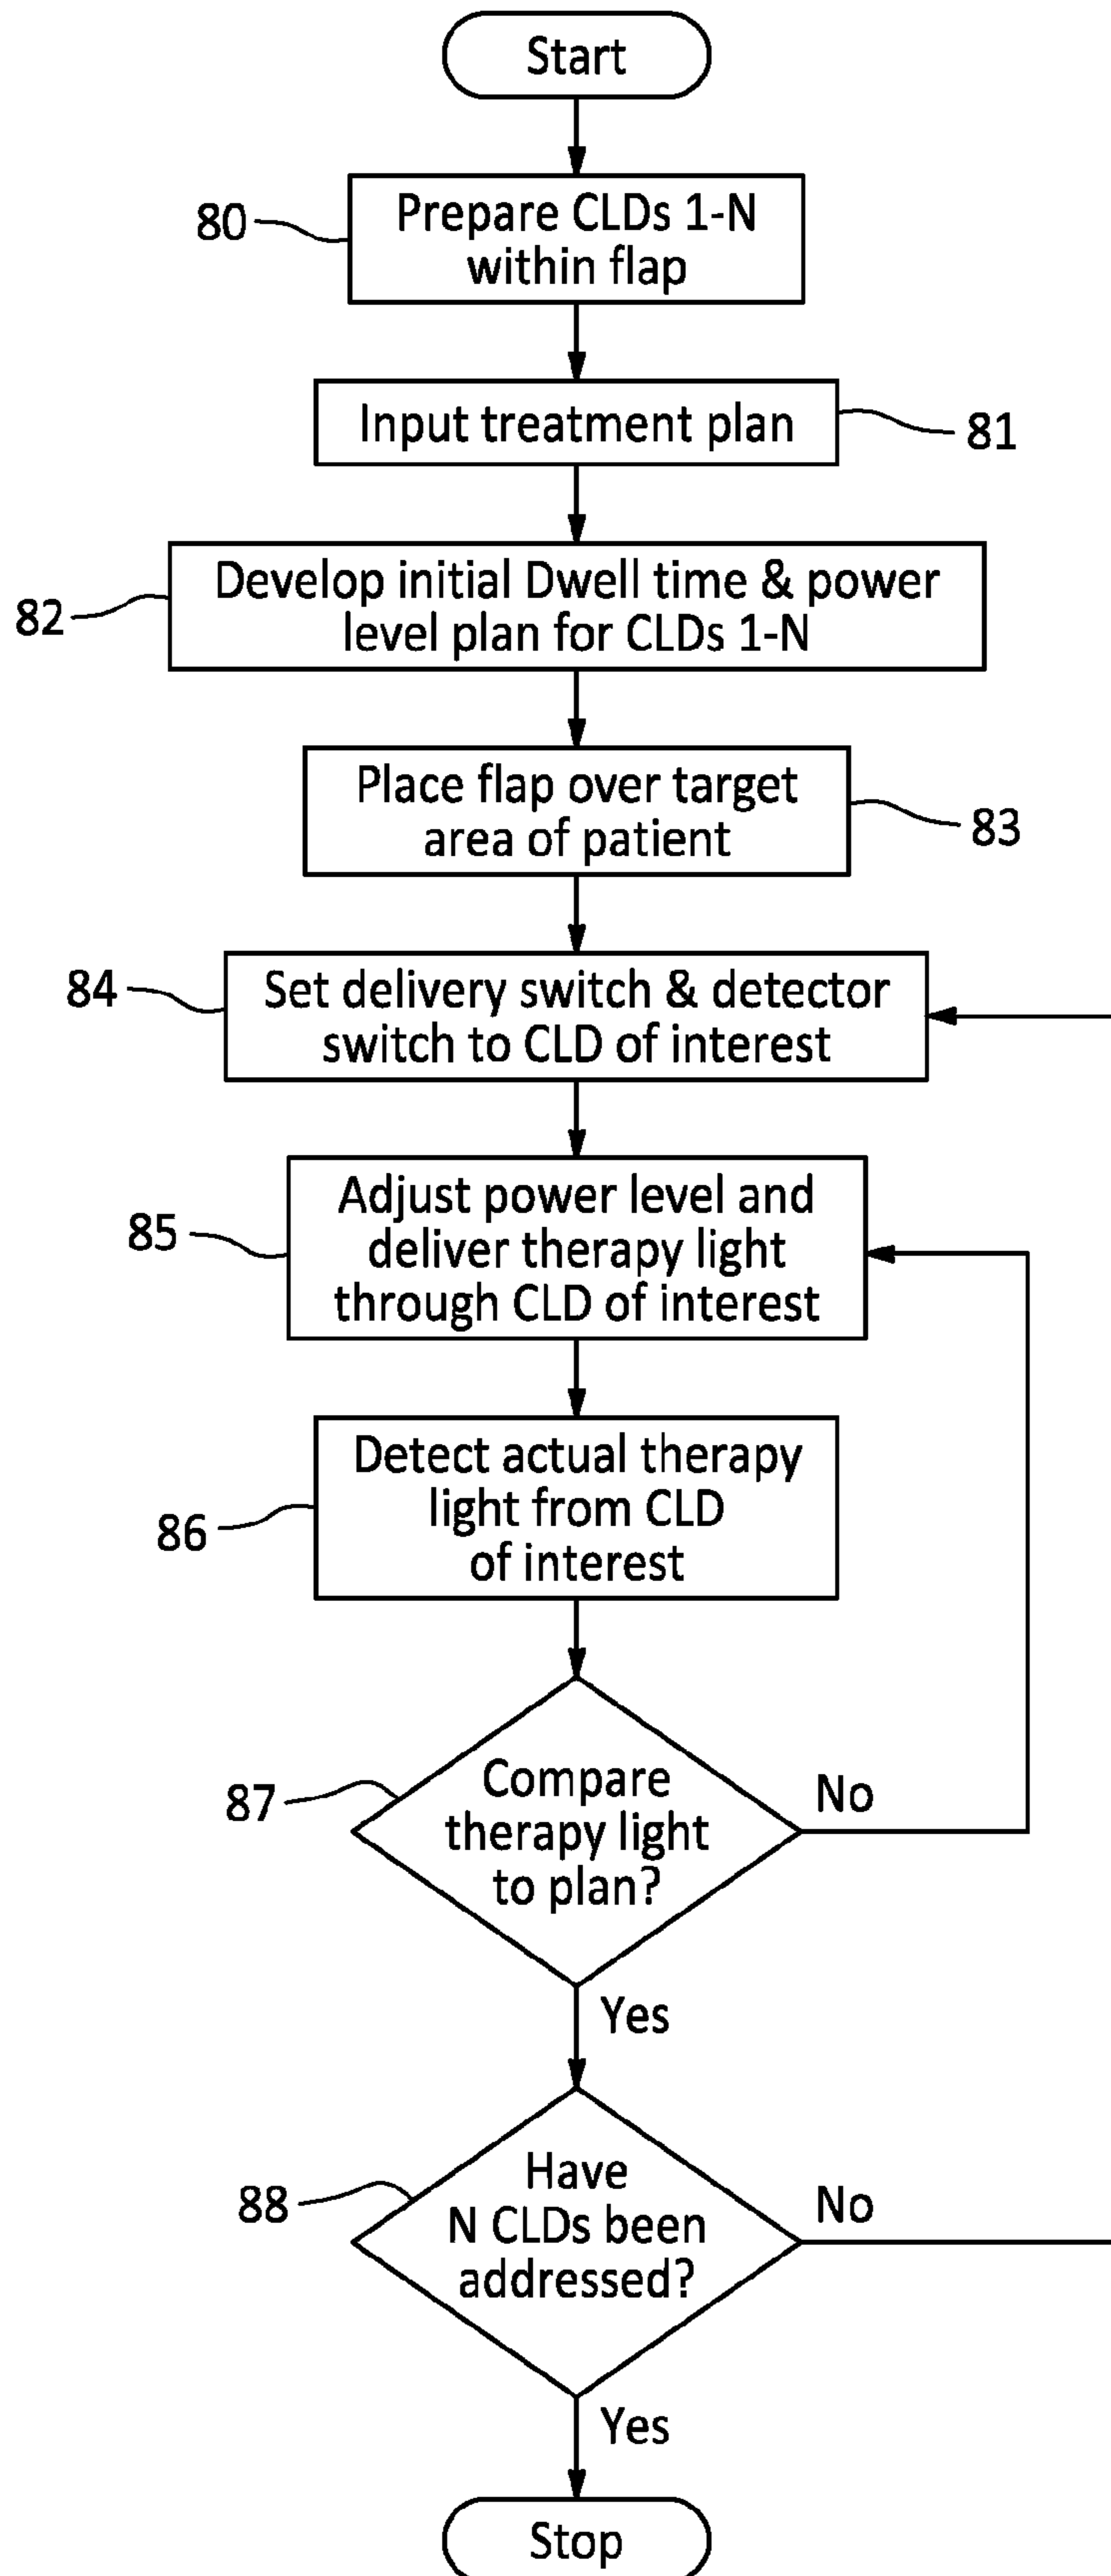 Start
80
Prepare CLDs 1-N
within flap
Input treatment plan
81
82
Develop initial Dwell time & power
level plan for CLDs 1-N
Place flap over target
area of patient
83
84
Set delivery switch & detector
switch to CLD of interest
85
Adjust power level and
deliver therapy light
through CLD of interest
86
Detect actual therapy
light from CLD
of interest
87
Compare
therapy light
to plan?
No
Yes
88
Have
N CLDs been
addressed?
No
Yes
Stop